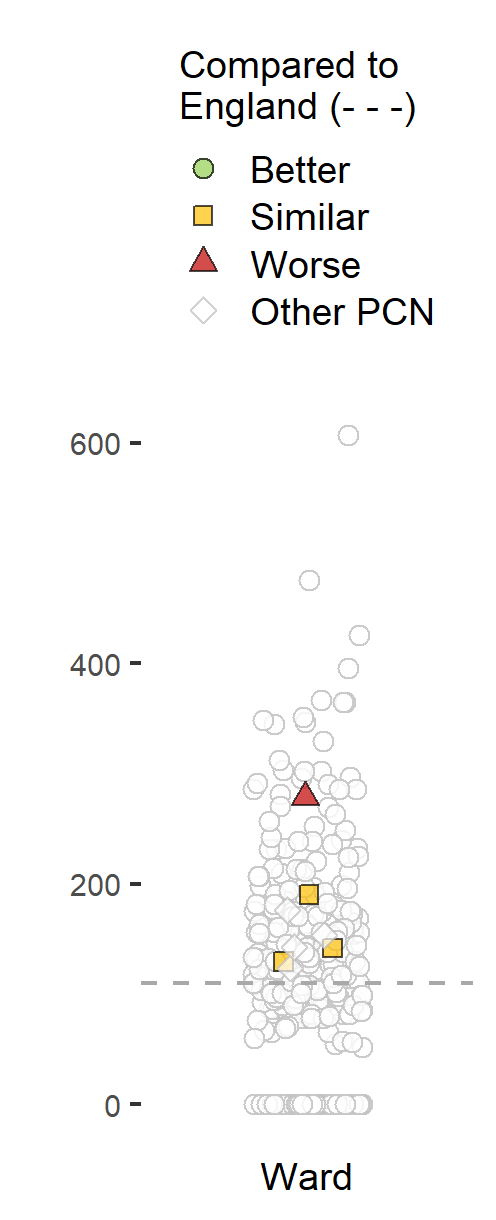 Compared to
England (- - -)
Better
Similar
Worse
Other PCN
600
400
200
0
Ward